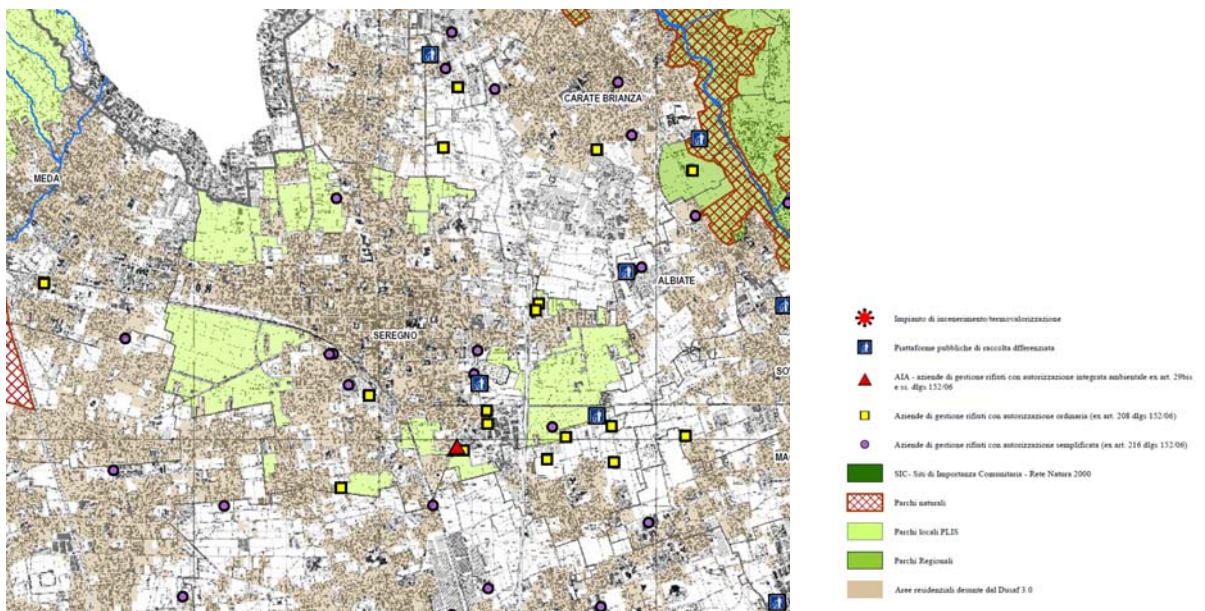 CARATE BRIANZA
MEDA
ALBIATE
SEREGNO
SO
MA
Impianto di incenerimento/termovalorizzazione
Piattaforme pubbliche di raccolta differenziata
AIA - aziende di gestione rifiuti con autorizzazione integrata ambientale ex art. 29bis
e ss. dlgs 152/06
Aziende di gestione rifiuti con autorizzazione ordinaria (ex art. 208 dlgs 152/06)
Aziende di gestione rifiuti con autorizzazione semplificata (ex art. 216 dlgs 152/06)
SIC - Siti di Importanza Comunitaria - Rete Natura 2000
Parchi naturali
Parchi locali PLIS
Parchi Regionali
Aree residenziali desunte dal Dusaf 3.0